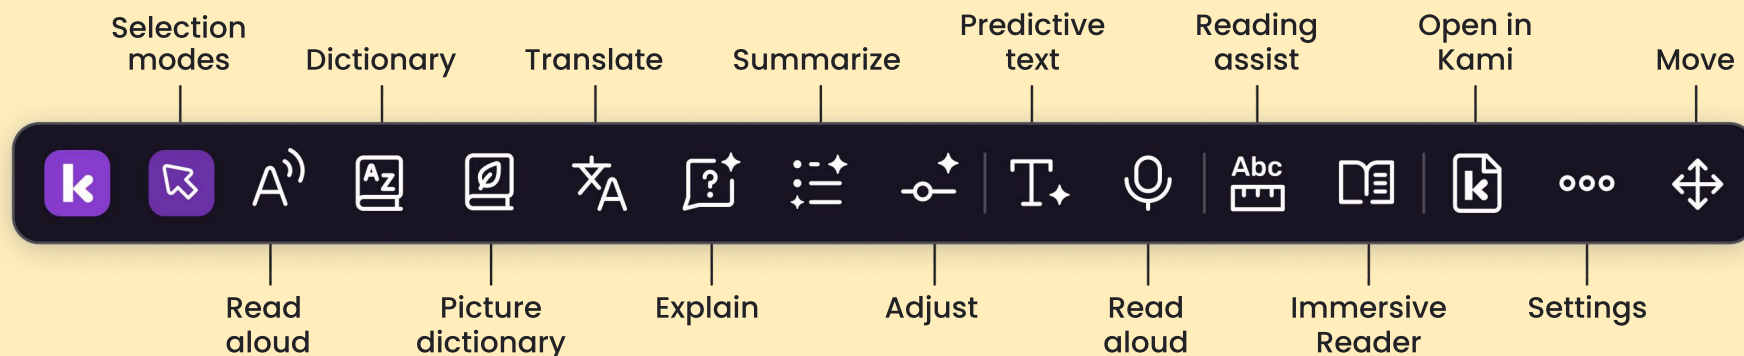 Selection
modes
Dictionary
Translate
Summarize
Predictive
text
Reading
assist
Open in
Kami
Move
k
A
A Z
A
?
T
Abc
k
Read
aloud
Picture
dictionary
Explain
Adjust
Read
aloud
Immersive
Reader
Settings